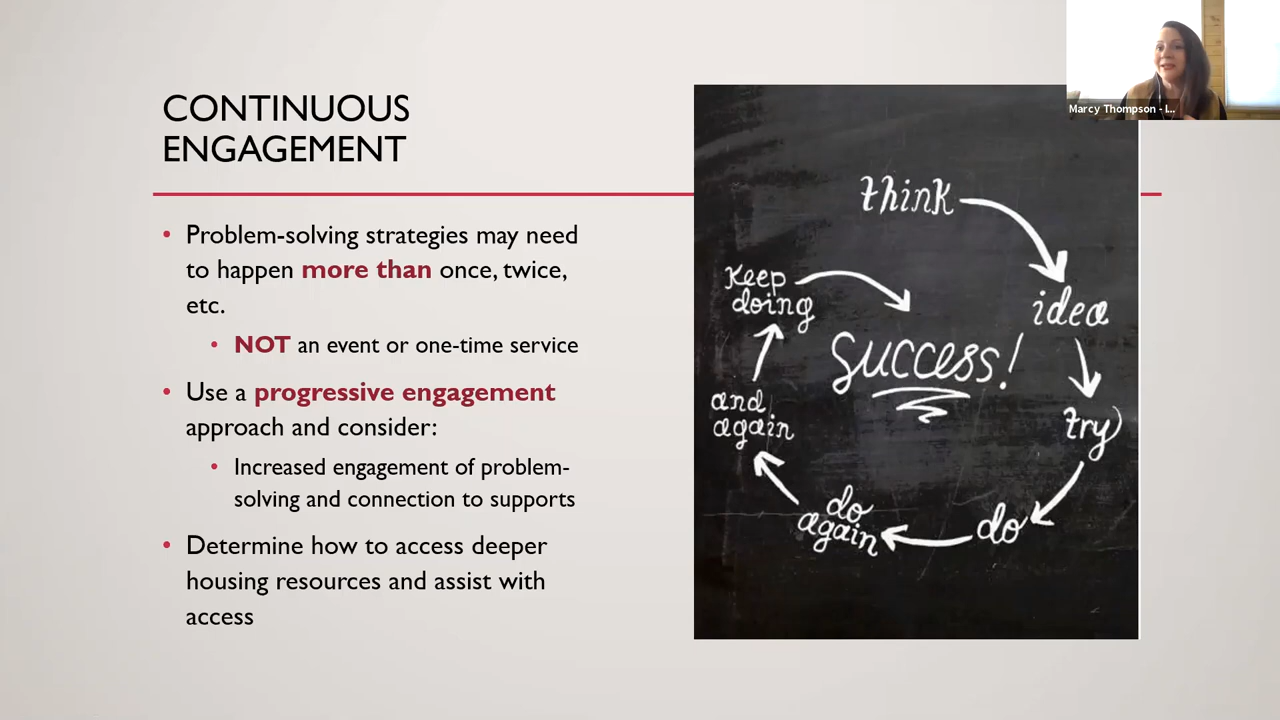 CONTINUOUS
ENGAGEMENT
• Problem-solving strategies may need
to happen more than once, twice,
etc.
• NOT an event or one-time service
• Use a progressive engagement
approach and consider:
• Increased engagement of problem-
solving and connection to supports
• Determine how to access deeper
housing resources and assist with
access
think
idea
try
do
do
again
and
again
keep
doing
success!
Marcy Thompson - I...